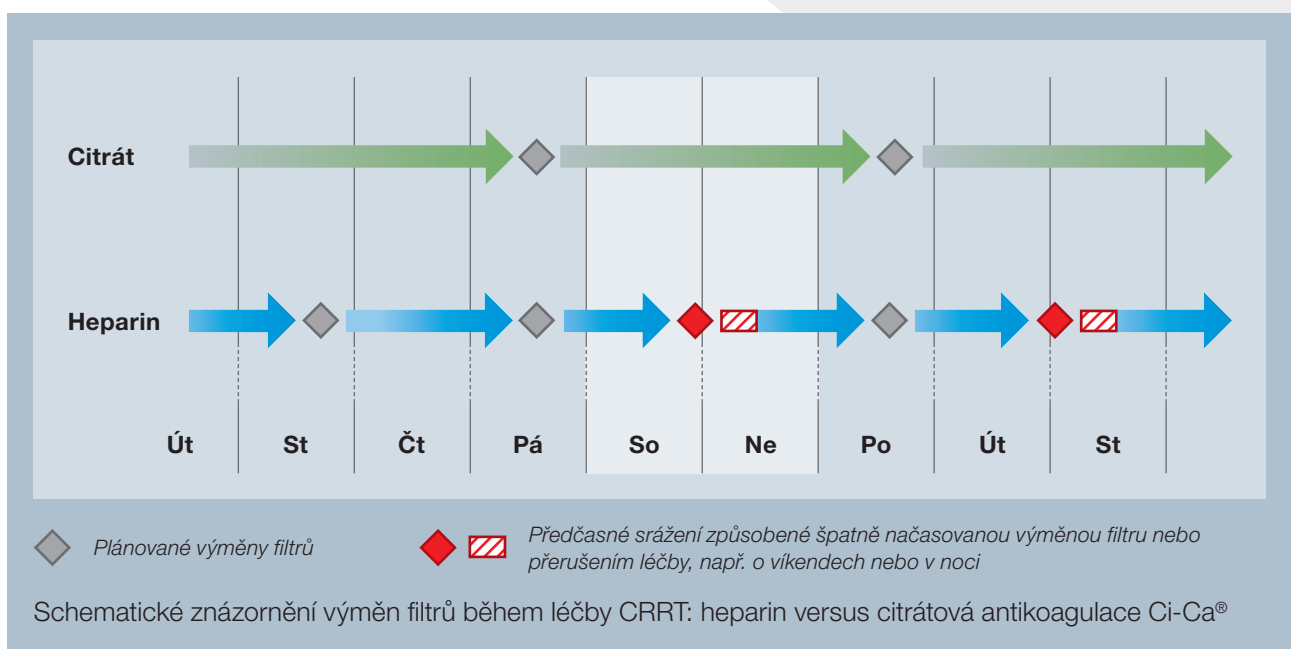 Citrát
Heparin
Út St Čt Pá So Ne Po Út St
Plánované výměny filtrů
Předčasné srážení způsobené špatně načasovanou výměnou filtru nebo
přerušením léčby, např. o víkendech nebo v noci
Schematické znázornění výměn filtrů během léčby CRRT: heparin versus citrátová antikoagulace Ci-Ca®